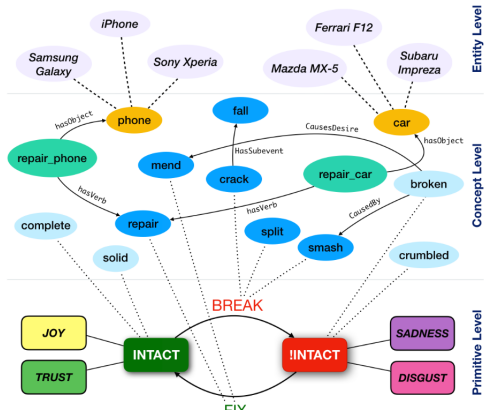 Ferrari F12
iPhone
Samsung
Galaxy
Sony Xperia
Mazda MX-5
Subaru
Impreza
Entity Level
phone
fall
car
hasObject
CausesDesire
hasObject
repair_phone
mend
HasSubevent
crack
repair_car
broken
Concept Level
hasVerb
hasVerb
CausedBy
complete
repair
split
smash
solid
crumbled
BREAK
JOY
INTACT
!INTACT
SADNESS
TRUST
DISGUST
Primitive Level
FIX